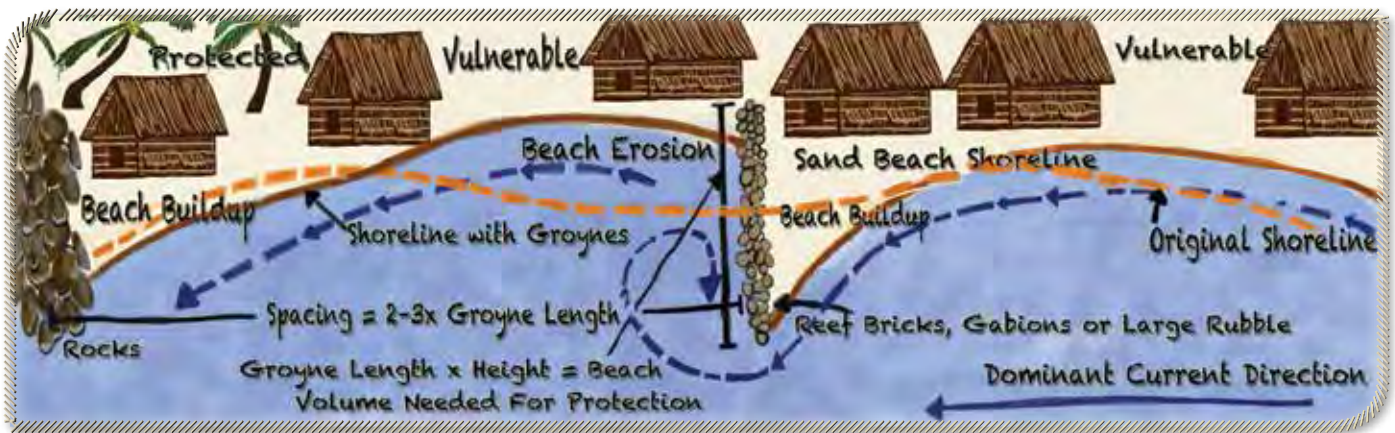 Protected
Vulnerable
Vulnerable
Beach Erosion
Sand Beach Shoreline
Beach Buildup
Beach Buildup
Shoreline with Groynes
Original Shoreline
Spacing = 2-3x Groyne Length
Reef Bricks, Gabions or Large Rubble
Rocks
Groyne Length x Height = Beach
Volume Needed For Protection
Dominant Current Direction